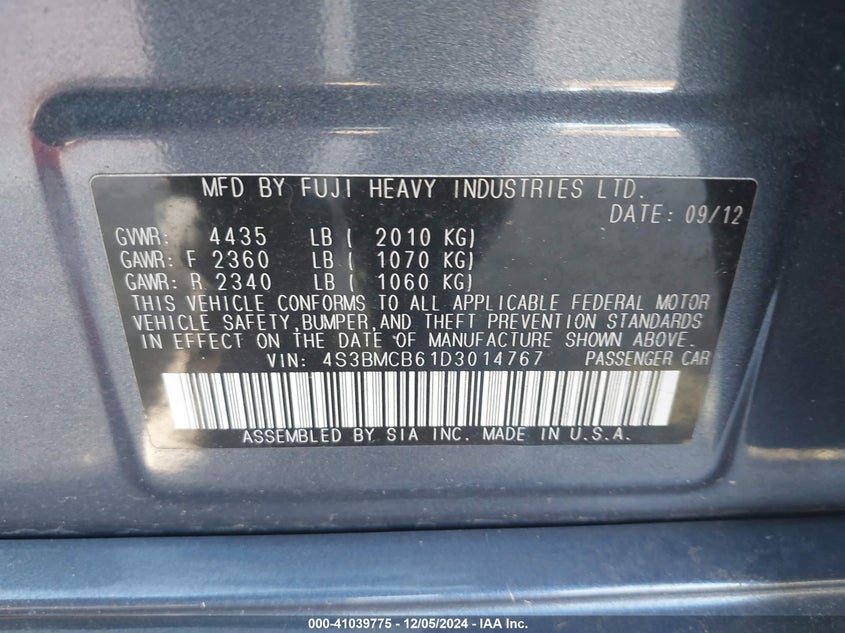 MFD BY FUJI HEAVY INDUSTRIES LTD.
DATE: 09/12
GVWR: 4435 LB ( 2010 KG)
GAWR: F 2360 LB ( 1070 KG)
GAWR: R 2340 LB ( 1060 KG)
THIS VEHICLE CONFORMS TO ALL APPLICABLE FEDERAL MOTOR
VEHICLE SAFETY,BUMPER,AND THEFT PREVENTION STANDARDS
IN EFFECT ON THE DATE OF MANUFACTURE SHOWN ABOVE.
VIN: 4S3BMCB61D3014767 PASSENGER CAR
ASSEMBLED BY SIA INC. MADE IN U.S.A.
000-41039775 - 12/05/2024 - IAA Inc.